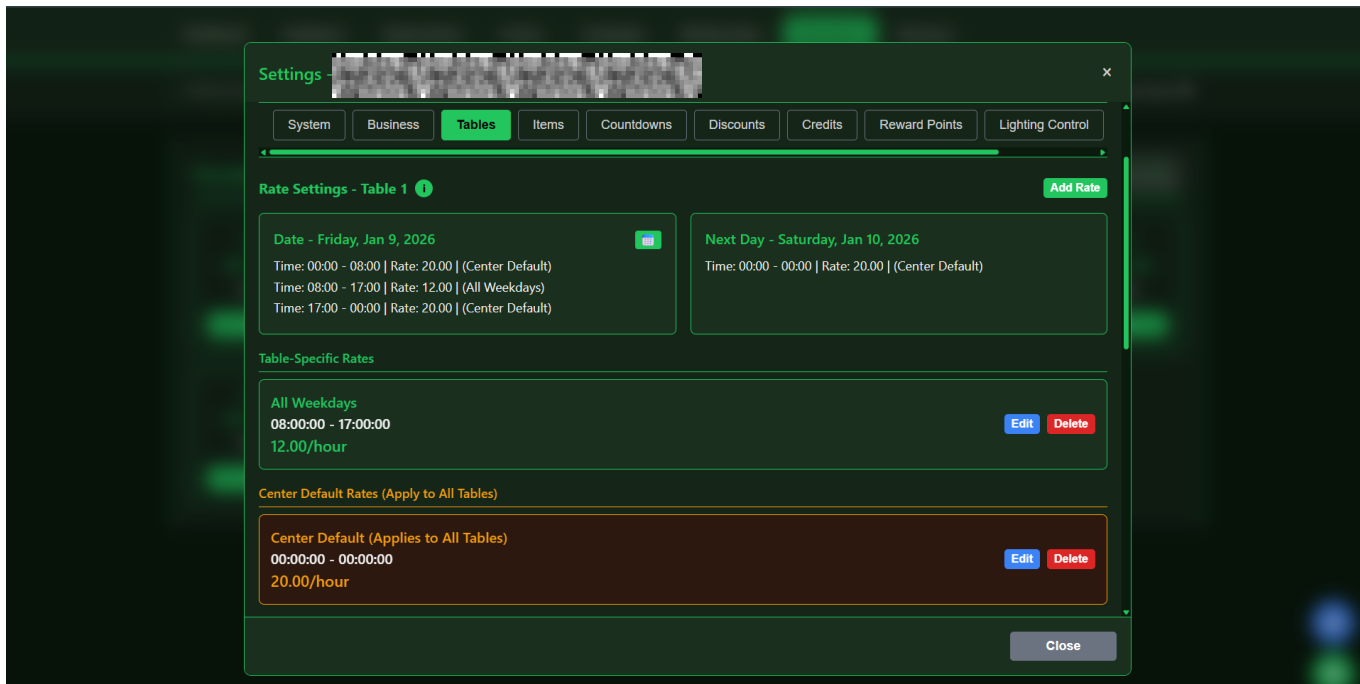 Settings -
×
System Business Tables Items Countdowns Discounts Credits Reward Points Lighting Control
Rate Settings - Table 1 i
Add Rate
Date - Friday, Jan 9, 2026
Time: 00:00 - 08:00 | Rate: 20.00 | (Center Default)
Time: 08:00 - 17:00 | Rate: 12.00 | (All Weekdays)
Time: 17:00 - 00:00 | Rate: 20.00 | (Center Default)
Next Day - Saturday, Jan 10, 2026
Time: 00:00 - 00:00 | Rate: 20.00 | (Center Default)
Table-Specific Rates
All Weekdays
08:00:00 - 17:00:00
12.00/hour
Edit Delete
Center Default Rates (Apply to All Tables)
Center Default (Applies to All Tables)
00:00:00 - 00:00:00
20.00/hour
Edit Delete
Close